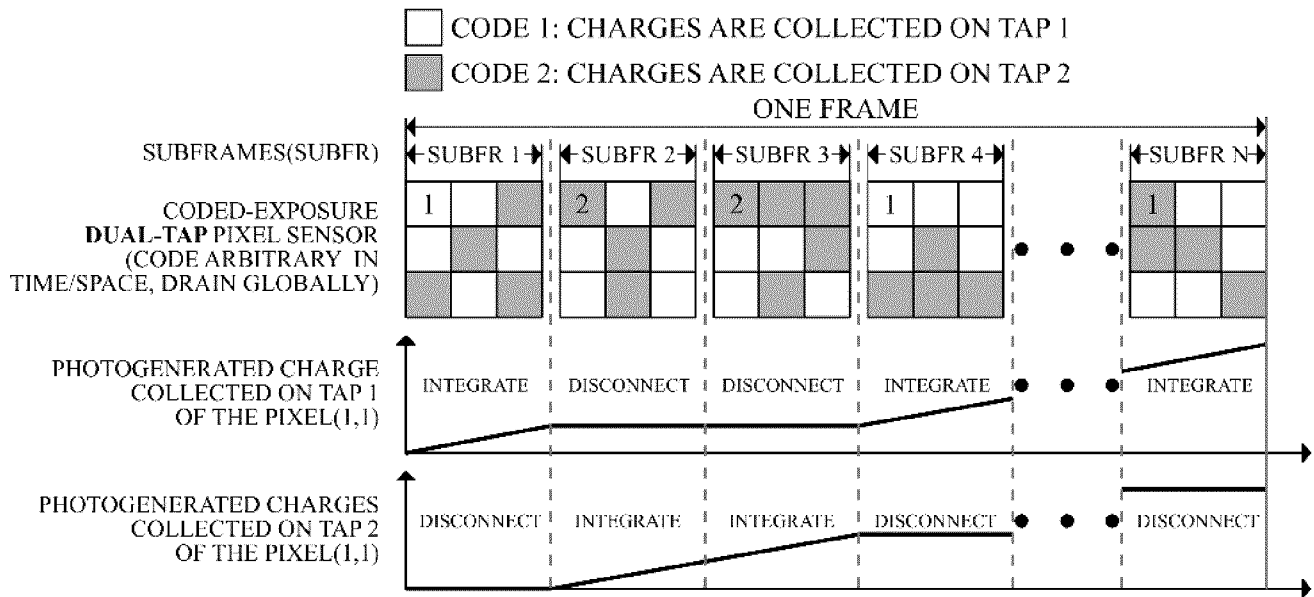 CODE 1: CHARGES ARE COLLECTED ON TAP 1
CODE 2: CHARGES ARE COLLECTED ON TAP 2
ONE FRAME
SUBFRAMES(SUBFR)
SUBFR 1 SUBFR 2 SUBFR 3 SUBFR 4 SUBFR N
1 2 2 1 1
CODED-EXPOSURE
DUAL-TAP PIXEL SENSOR
(CODE ARBITRARY IN
TIME/SPACE, DRAIN GLOBALLY)
PHOTOGENERATED CHARGE
COLLECTED ON TAP 1
OF THE PIXEL(1,1)
INTEGRATE DISCONNECT DISCONNECT INTEGRATE INTEGRATE
PHOTOGENERATED CHARGES
COLLECTED ON TAP 2
OF THE PIXEL(1,1)
DISCONNECT INTEGRATE INTEGRATE DISCONNECT DISCONNECT